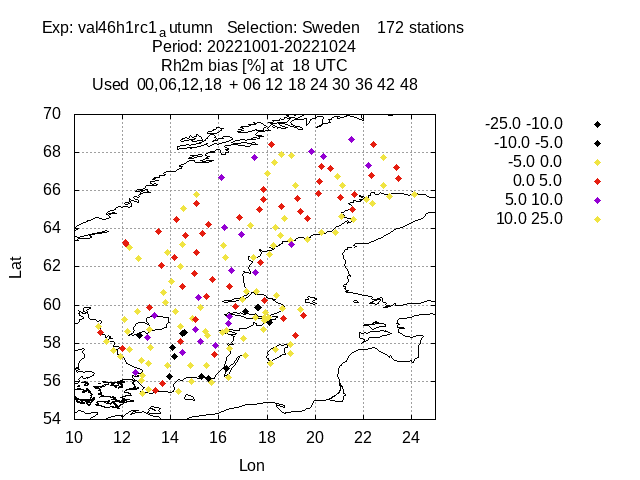 Exp: val46h1rc1autumn Selection: Sweden 172 stations
Period: 20221001-20221024
Rh2m bias [%] at 18 UTC
Used 00,06,12,18 + 06 12 18 24 30 36 42 48
-25.0 -10.0
-10.0 -5.0
-5.0 0.0
0.0 5.0
5.0 10.0
10.0 25.0
70
68
66
64
62
60
58
56
54
Lat
10 12 14 16 18 20 22 24
Lon